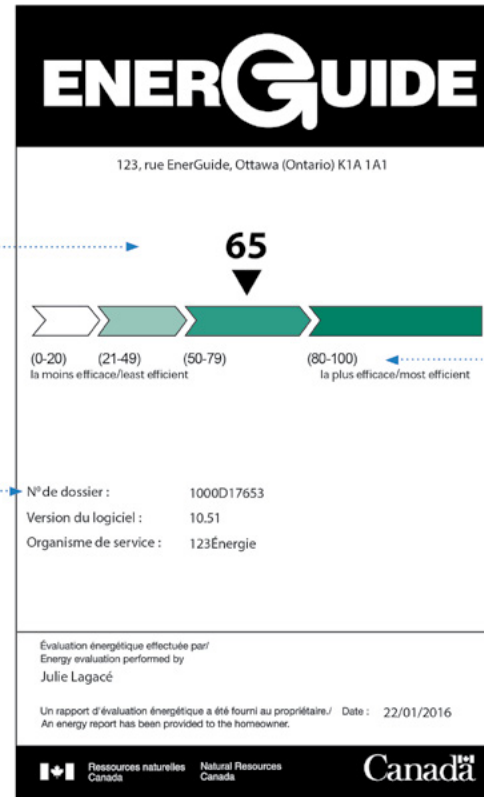 ENERGUIDE
123, rue EnerGuide, Ottawa (Ontario) K1A 1A1
65
(0-20) (21-49) (50-79) (80-100)
la moins efficace/least efficient la plus efficace/most efficient
N° de dossier : 1000D17653
Version du logiciel : 10.51
Organisme de service : 123Énergie
Évaluation énergétique effectuée par/
Energy evaluation performed by
Julie Lagacé
Un rapport d'évaluation énergétique a été fourni au propriétaire./ Date : 22/01/2016
An energy report has been provided to the homeowner.
Ressources naturelles Natural Resources
Canada Canada
Canada